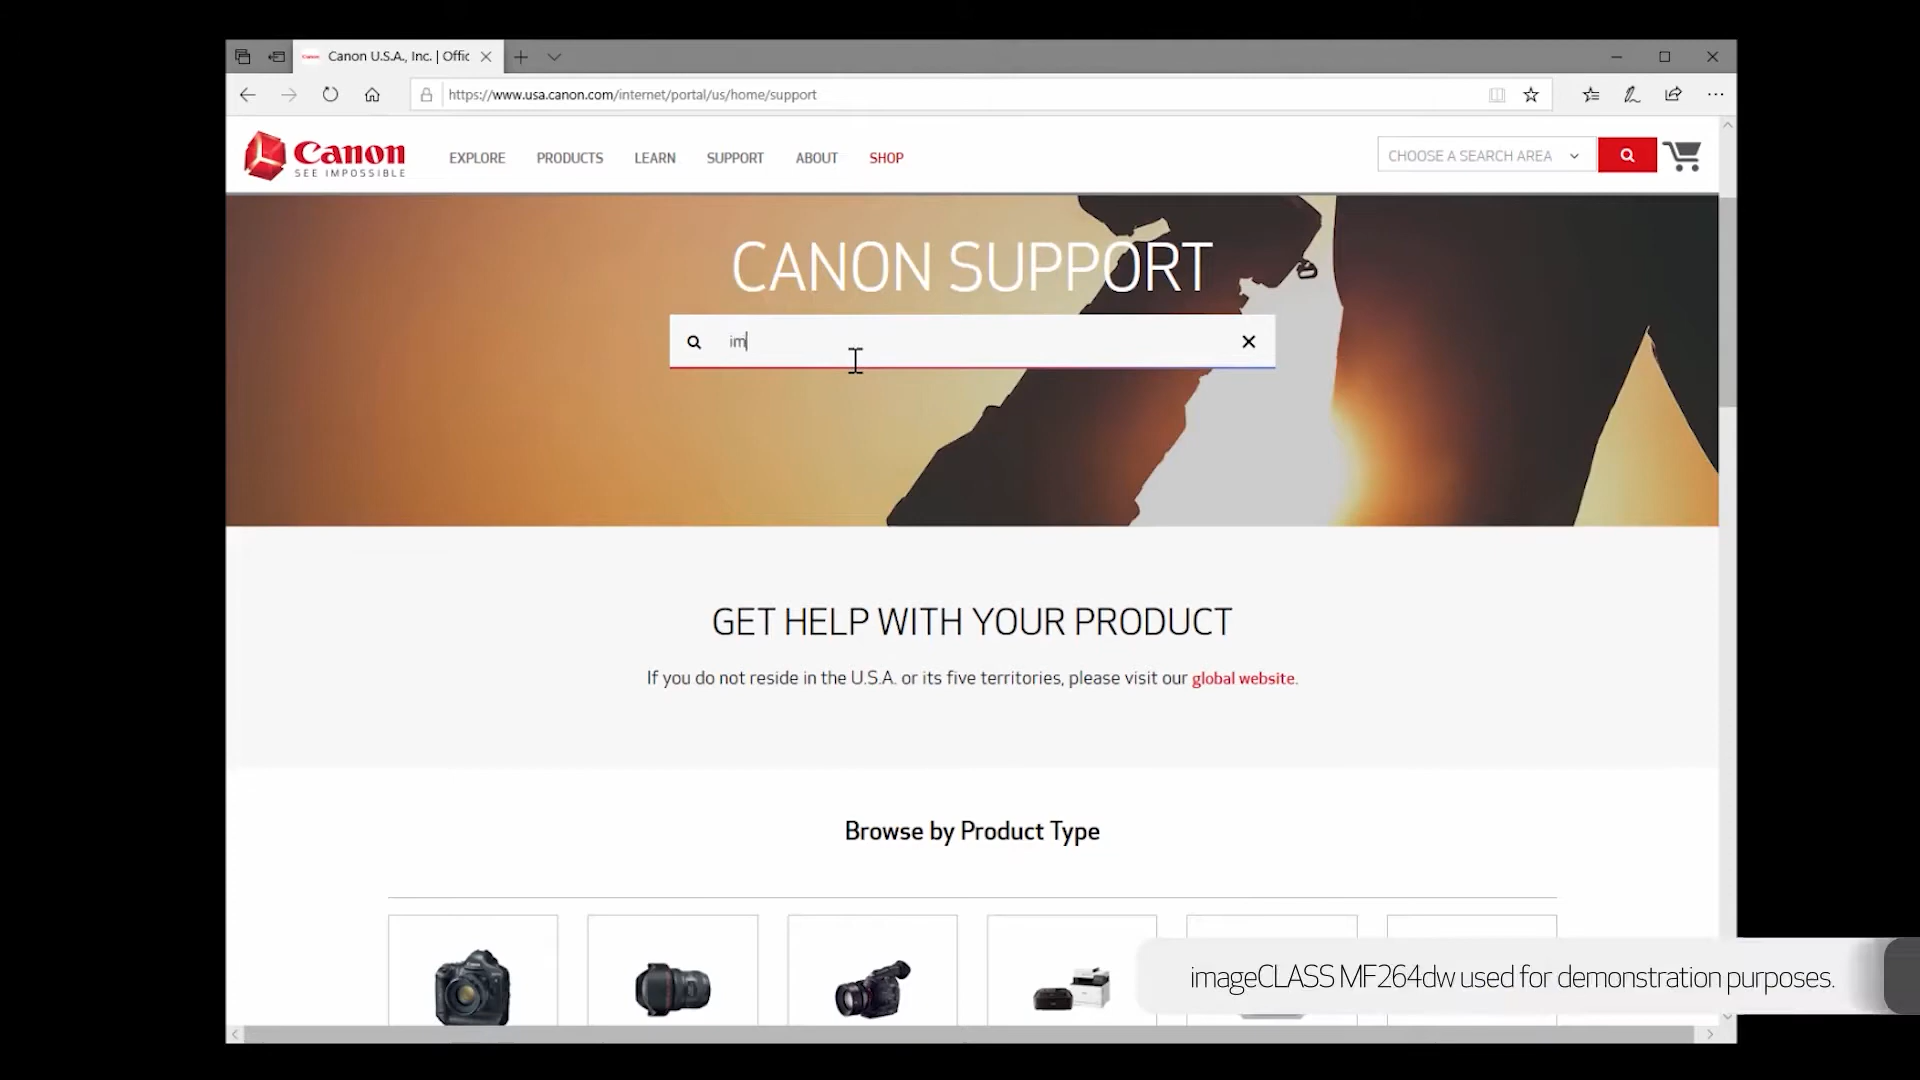 Canon U.S.A., Inc. | Offic
https://www.usa.canon.com/internet/portal/us/home/support
Canon
SEE IMPOSSIBLE
EXPLORE PRODUCTS LEARN SUPPORT ABOUT SHOP
CHOOSE A SEARCH AREA
CANON SUPPORT
im
GET HELP WITH YOUR PRODUCT
If you do not reside in the U.S.A. or its five territories, please visit our global website.
Browse by Product Type
imageCLASS MF264dw used for demonstration purposes.